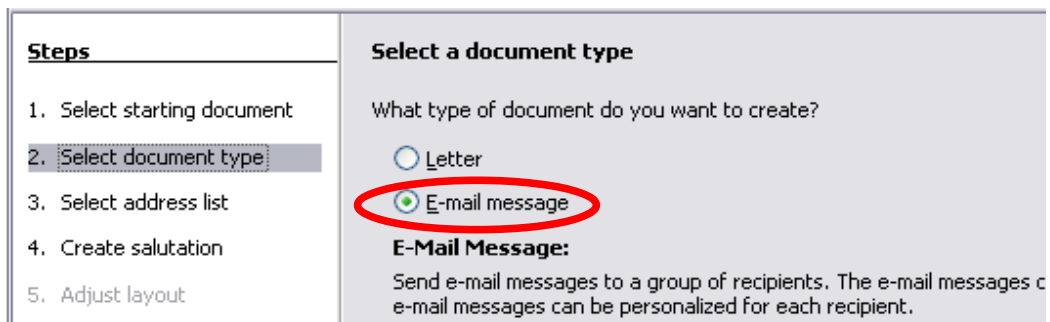 Steps
1. Select starting document
2. Select document type
3. Select address list
4. Create salutation
5. Adjust layout
Select a document type
What type of document do you want to create?
Letter
E-mail message
E-Mail Message:
Send e-mail messages to a group of recipients. The e-mail messages c
e-mail messages can be personalized for each recipient.